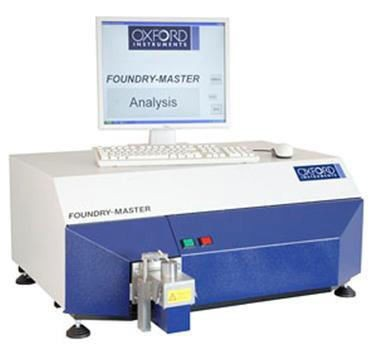 OXFORD
INSTRUMENTS
FOUNDRY-MASTER
Analysis
OXFORD
INSTRUMENTS
FOUNDRY-MASTER